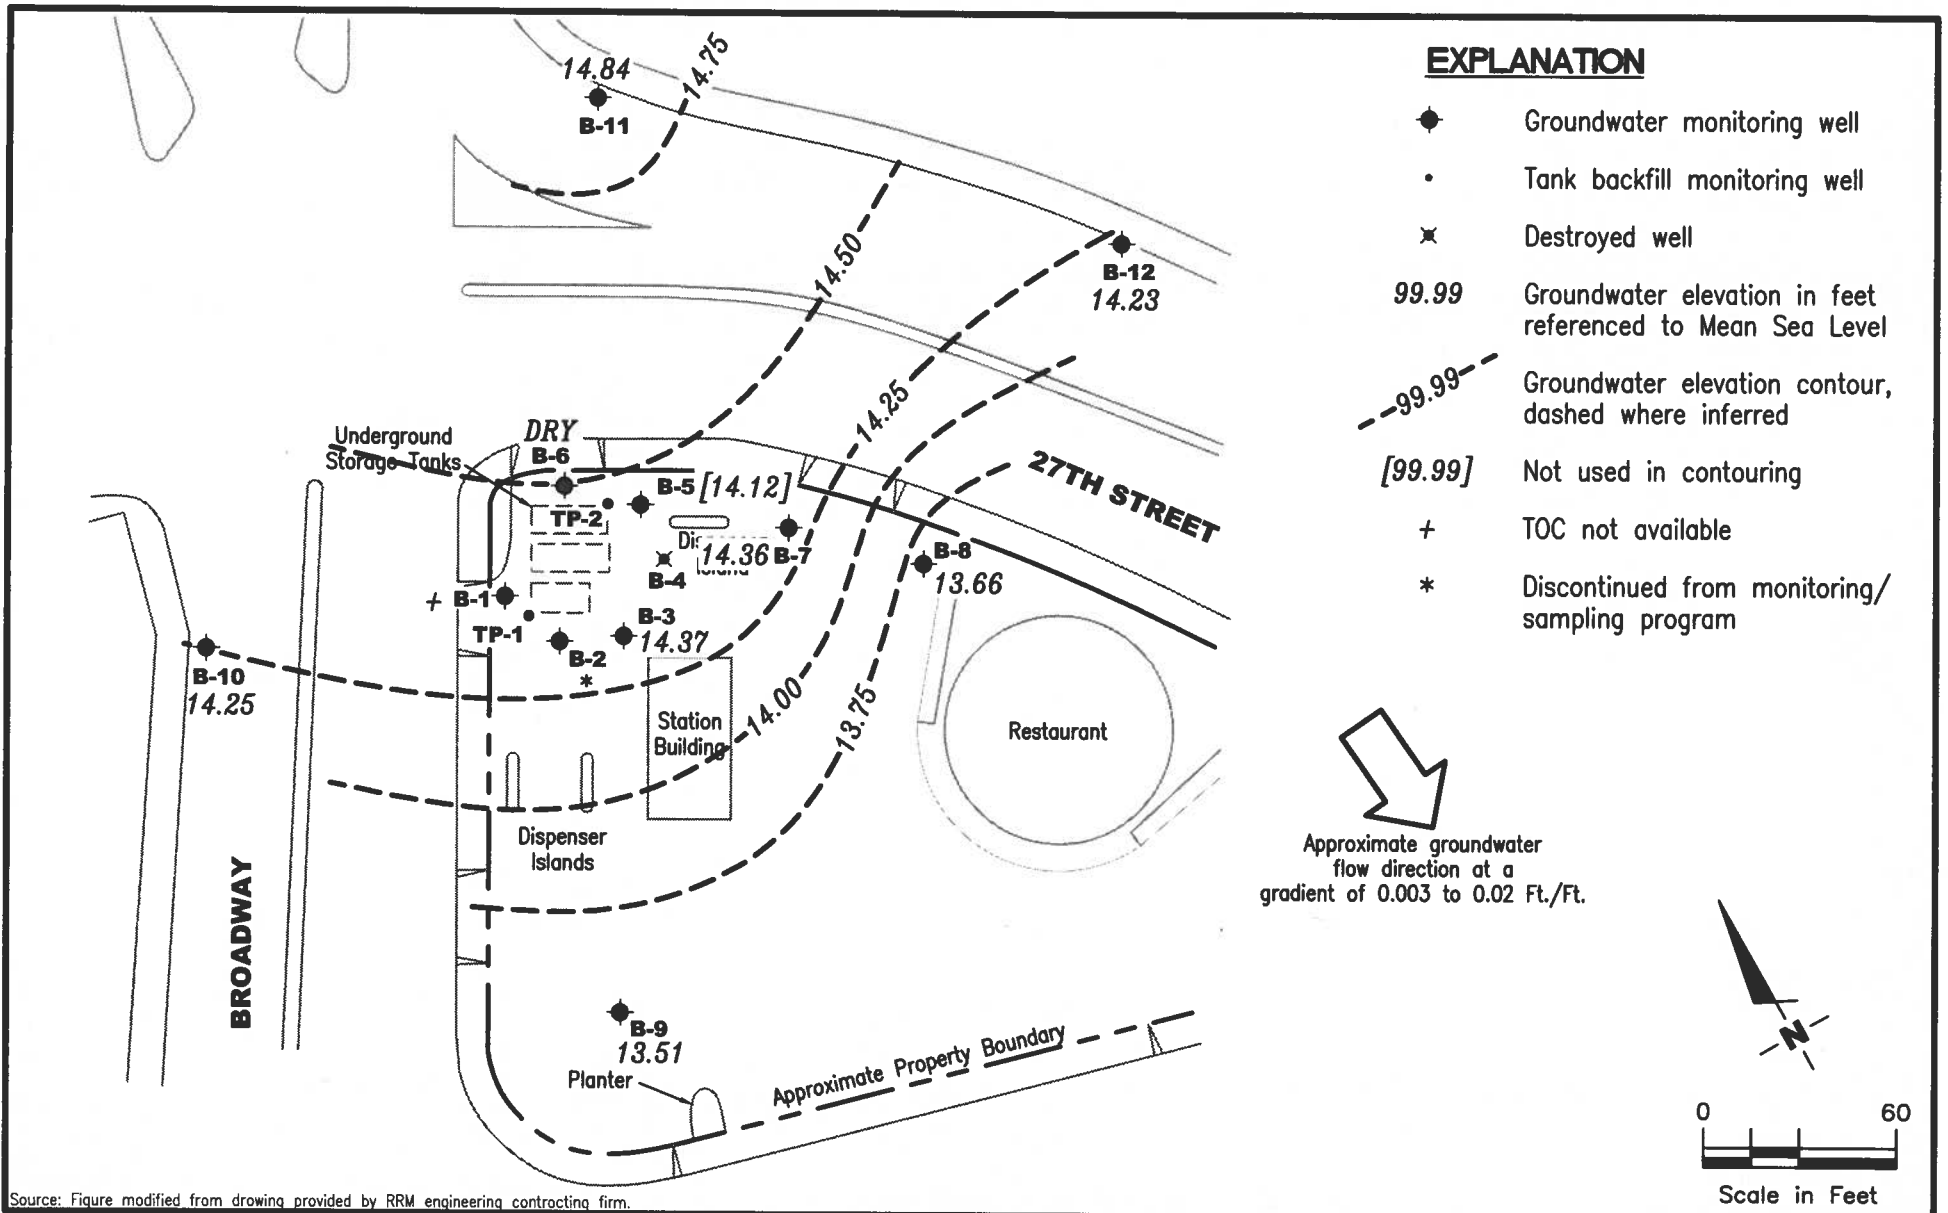 14.84
14.75
B-11
14.50
B-12
14.23
14.25
DRY
B-6
Underground
Storage Tanks
B-5 [14.12]
TP-2
14.36 B-7
B-4
B-8
13.66
27TH STREET
+ B-1
TP-1
B-3
14.37
B-2
*
B-10
14.25
14.00
13.75
Station
Building
Restaurant
Dispenser
Islands
BROADWAY
B-9
13.51
Planter
Approximate Property Boundary
Source: Figure modified from drowing provided by RRM engineering controcting firm.
EXPLANATION
Groundwater monitoring well
Tank backfill monitoring well
Destroyed well
99.99 Groundwater elevation in feet
referenced to Mean Sea Level
99.99 Groundwater elevation contour,
dashed where inferred
[99.99] Not used in contouring
+ TOC not available
* Discontinued from monitoring/
sampling program
Approximate groundwater
flow direction at a
gradient of 0.003 to 0.02 Ft./Ft.
N
0 60
Scale in Feet